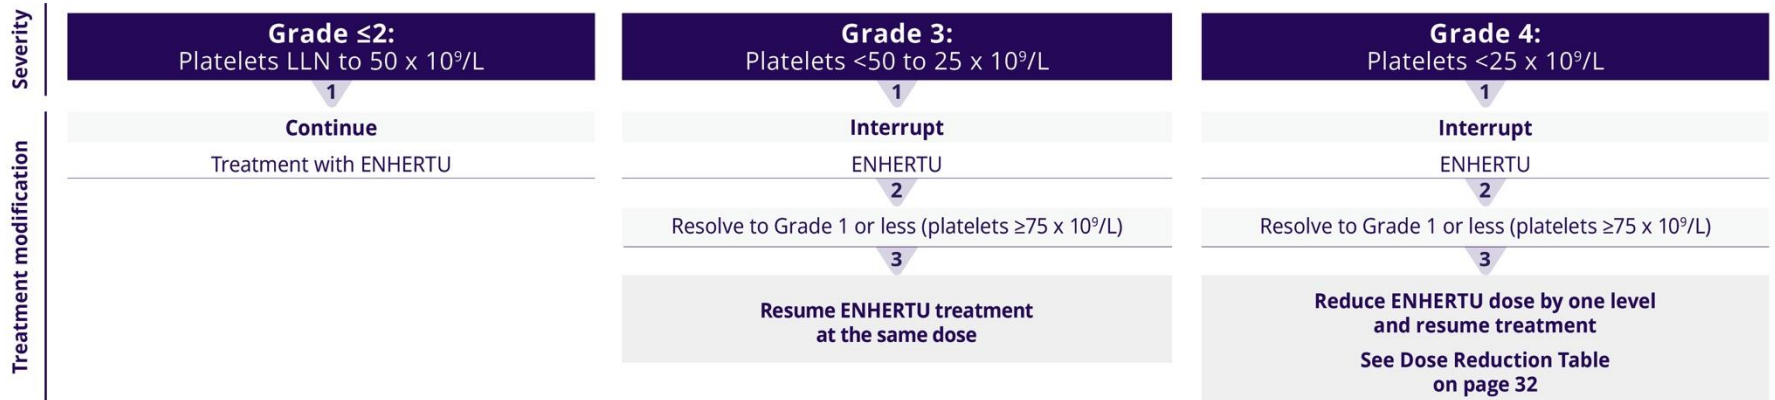 Severity
Grade ≤2:
Platelets LLN to 50 x 10⁹/L
1
Grade 3:
Platelets <50 to 25 x 10⁹/L
1
Grade 4:
Platelets <25 x 10⁹/L
1
Treatment modification
Continue
Treatment with ENHERTU
Interrupt
ENHERTU
2
Resolve to Grade 1 or less (platelets ≥75 x 10⁹/L)
3
Resume ENHERTU treatment
at the same dose
Interrupt
ENHERTU
2
Resolve to Grade 1 or less (platelets ≥75 x 10⁹/L)
3
Reduce ENHERTU dose by one level
and resume treatment
See Dose Reduction Table
on page 32